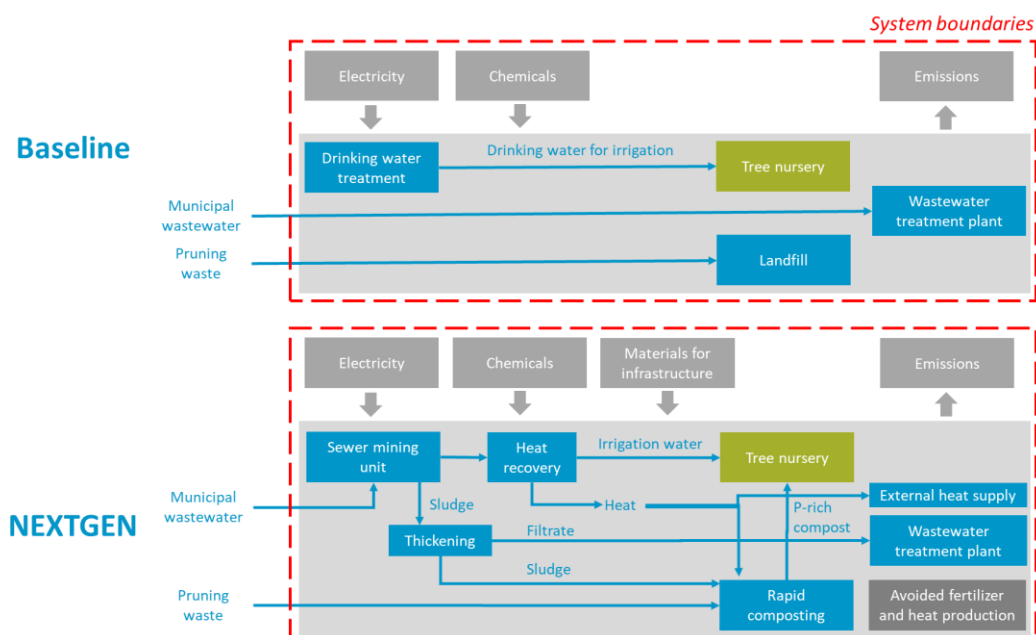 System boundaries
Electricity
Chemicals
Emissions
Baseline
Drinking water
treatment
Drinking water for irrigation
Tree nursery
Municipal
wastewater
Wastewater
treatment plant
Pruning
waste
Landfill
Electricity
Chemicals
Materials for
infrastructure
Emissions
NEXTGEN
Sewer mining
unit
Heat
recovery
Irrigation water
Tree nursery
Municipal
wastewater
Sludge
Heat
P-rich
compost
External heat supply
Thickening
Filtrate
Wastewater
treatment plant
Sludge
Pruning
waste
Rapid
composting
Avoided fertilizer
and heat production